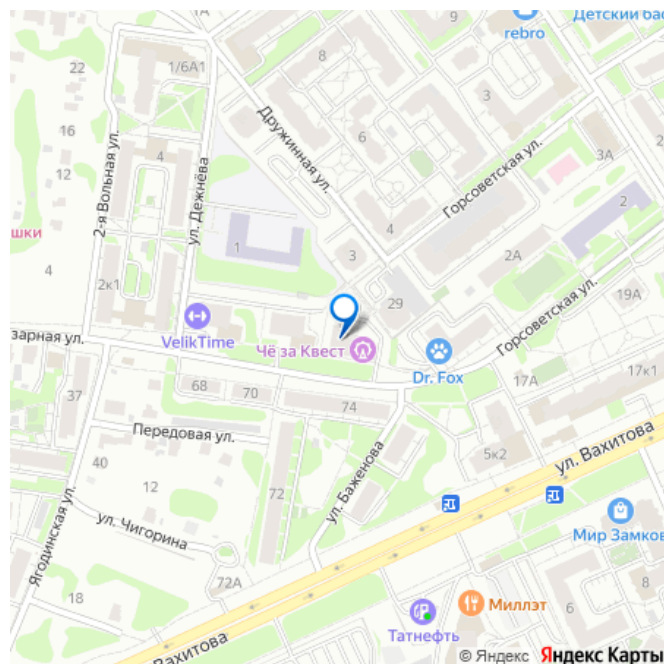 1А
9
rebro
Детский бас
8
22
1/6А1
3
Дружинная ул.
6
16
Горсоветская ул.
2-я Вольная ул.
4
ул. Дежнёва
3А
12
2
4
шки
1
3
2А
4
2к1
29
19А
Горсоветская ул.
VelikTime
зарная ул.
Чё за Квест
Dr. Fox
17к1
17А
68
70
37
74
Передовая ул.
5к2
ул. Вахитова
40
12
72
ул. Баженова
ул. Чигорина
Мир Замков
Ягодинская ул.
72А
8
18
Миллэт
Татнефть
6
Вахитова
© Яндекс Яндекс Карты